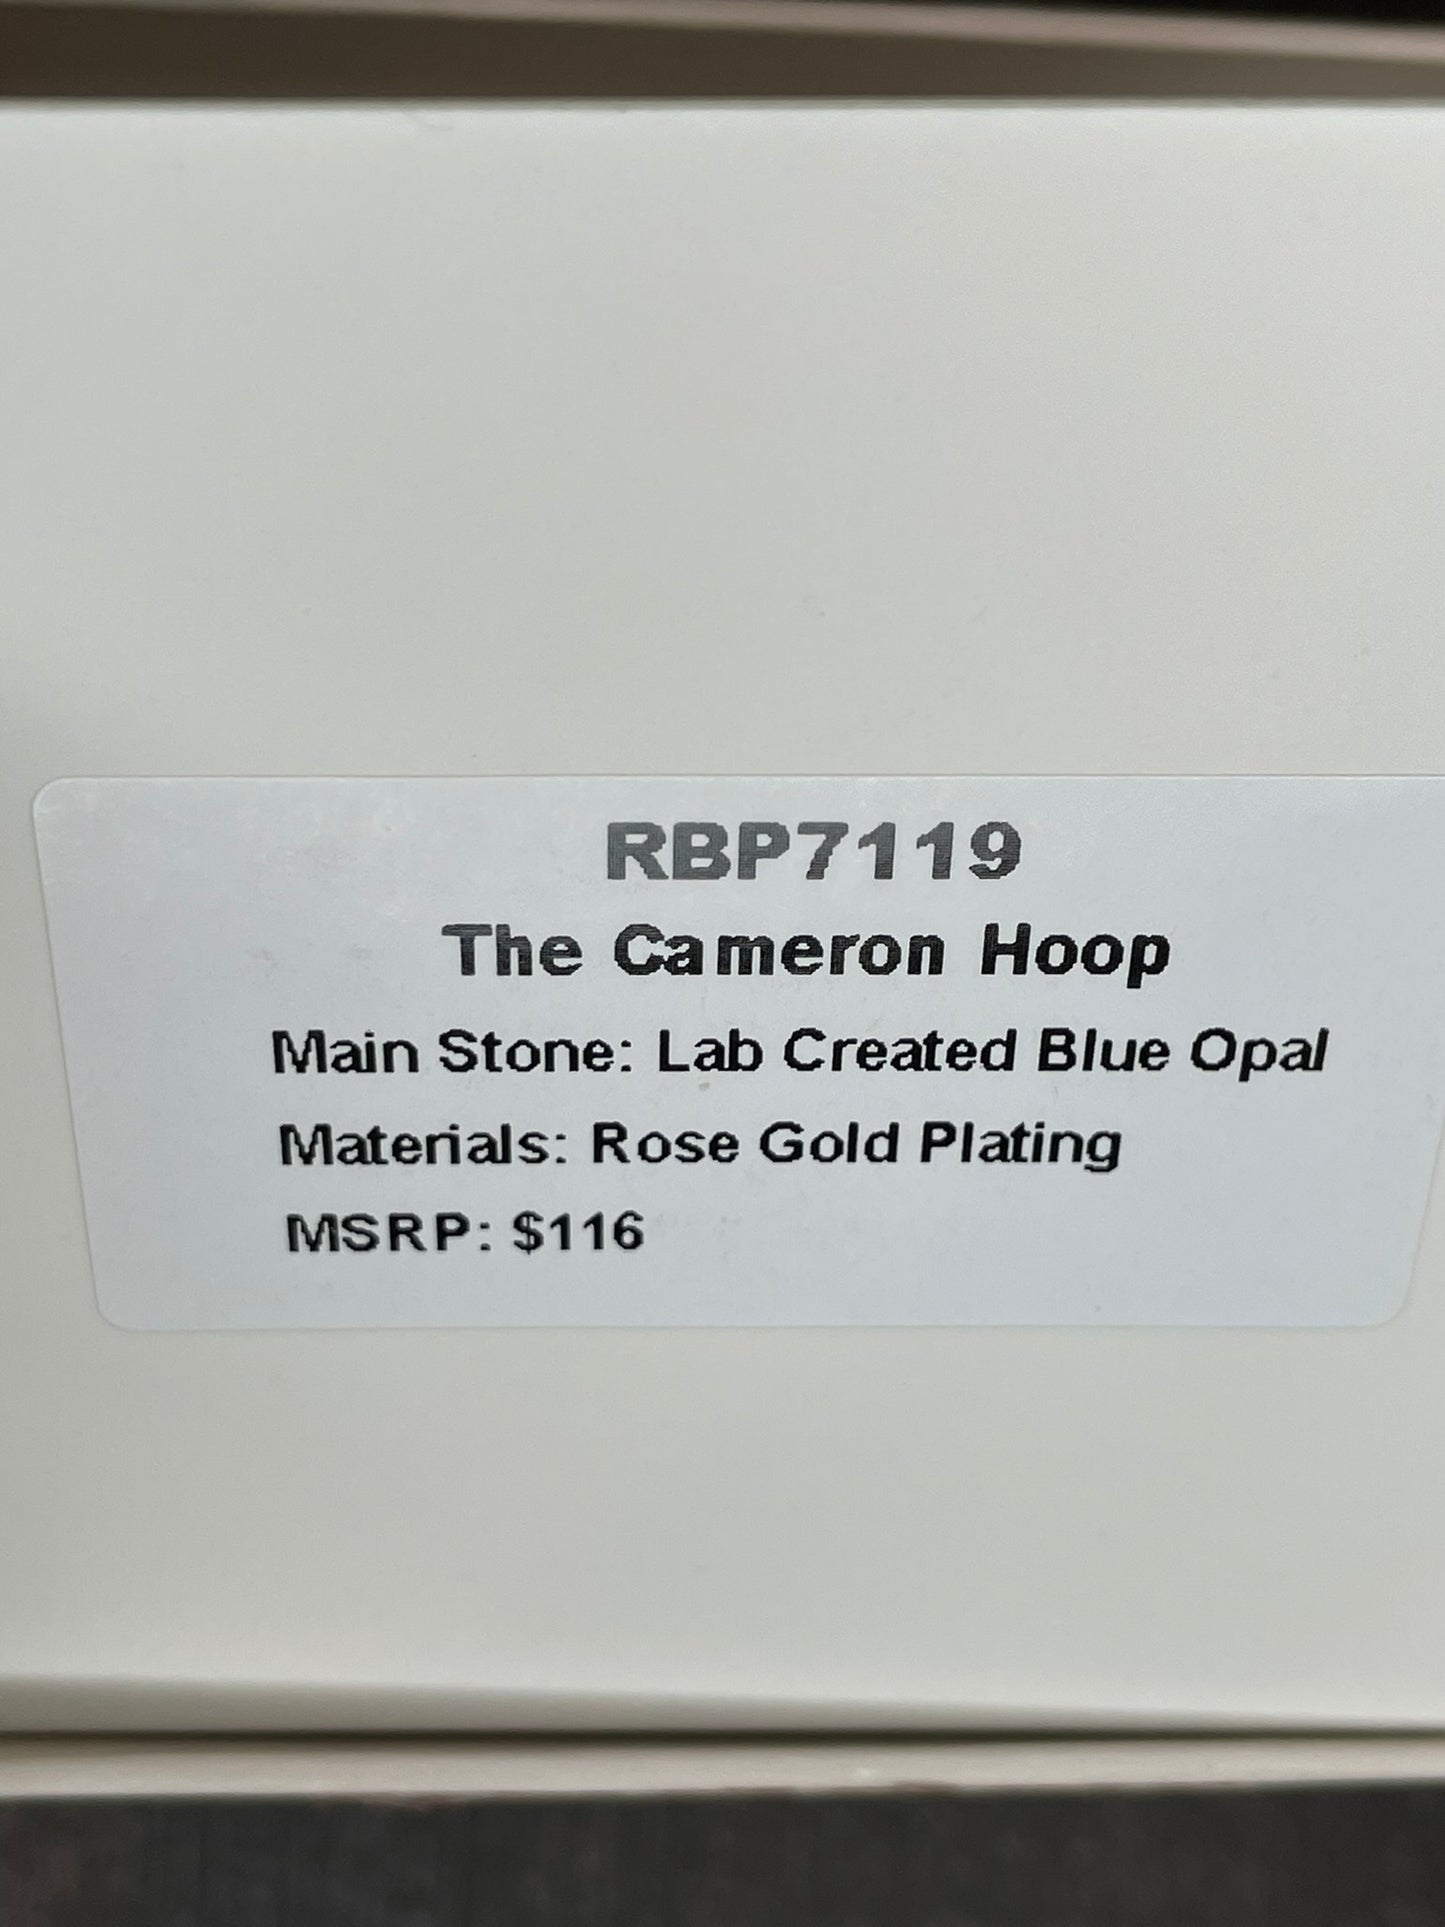 RBP7119
The Cameron Hoop
Main Stone: Lab Created Blue Opal
Materials: Rose Gold Plating
MSRP: $116